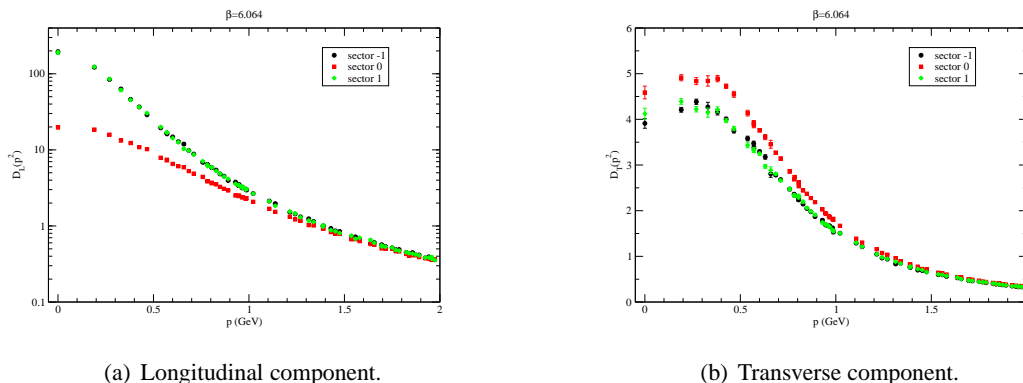 β=6.064
sector -1
sector 0
sector 1
100
10
1
0.1
D_L(p²)
0
0.5
1
1.5
2
p (GeV)
(a) Longitudinal component.
β=6.064
sector -1
sector 0
sector 1
6
5
4
3
2
1
0
D_T(p²)
0
0.5
1
1.5
p (GeV)
(b) Transverse component.